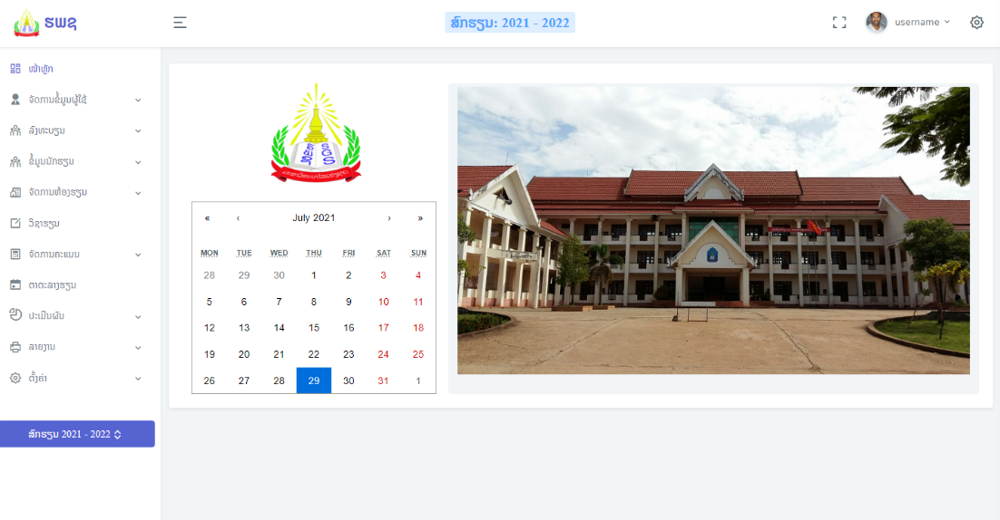 ຮພຊ
ສົກຮຽນ: 2021 - 2022
username
ໜ້າຫຼັກ
ຈັດການຂໍ້ມູນຜູ້ໃຊ້
ລົງທະບຽນ
ຂໍ້ມູນນັກຮຽນ
ຈັດການຫ້ອງຮຽນ
ວິຊາຮຽນ
ຈັດການຄະແນນ
ຕາຕະລາງຮຽນ
ປະເມີນຜົນ
ລາຍງານ
ຕັ້ງຄ່າ
ສົກຮຽນ 2021 - 2022
« ‹ July 2021 › »
MON TUE WED THU FRI SAT SUN
28 29 30 1 2 3 4
5 6 7 8 9 10 11
12 13 14 15 16 17 18
19 20 21 22 23 24 25
26 27 28 29 30 31 1